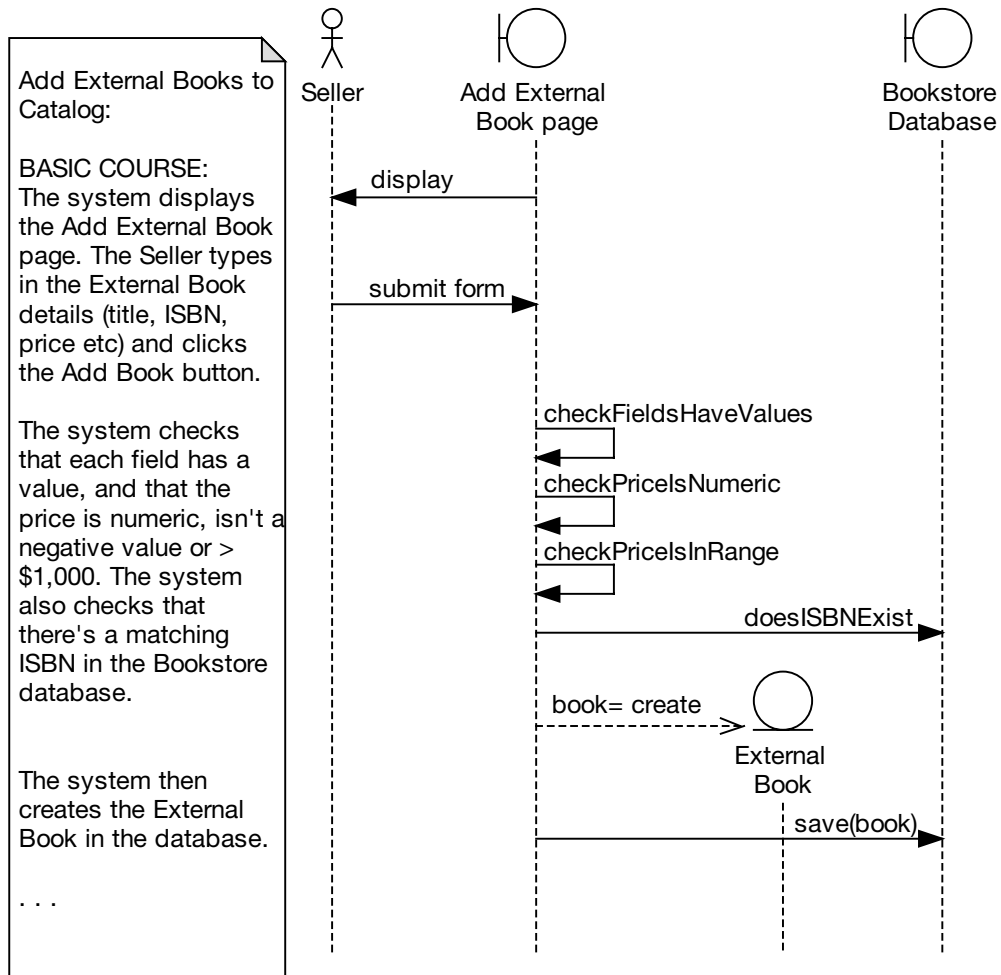 Add External Books to
Catalog:
BASIC COURSE:
The system displays
the Add External Book
page. The Seller types
in the External Book
details (title, ISBN,
price etc) and clicks
the Add Book button.
The system checks
that each field has a
value, and that the
price is numeric, isn't a
negative value or >
$1,000. The system
also checks that
there's a matching
ISBN in the Bookstore
database.
The system then
creates the External
Book in the database.
. . .
Seller
Add External
Book page
Bookstore
Database
display
submit form
checkFieldsHaveValues
checkPriceIsNumeric
checkPriceIsInRange
doesISBNExist
book= create
External
Book
save(book)